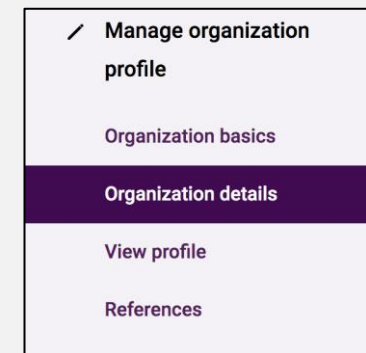 Manage organization
profile
Organization basics
Organization details
View profile
References